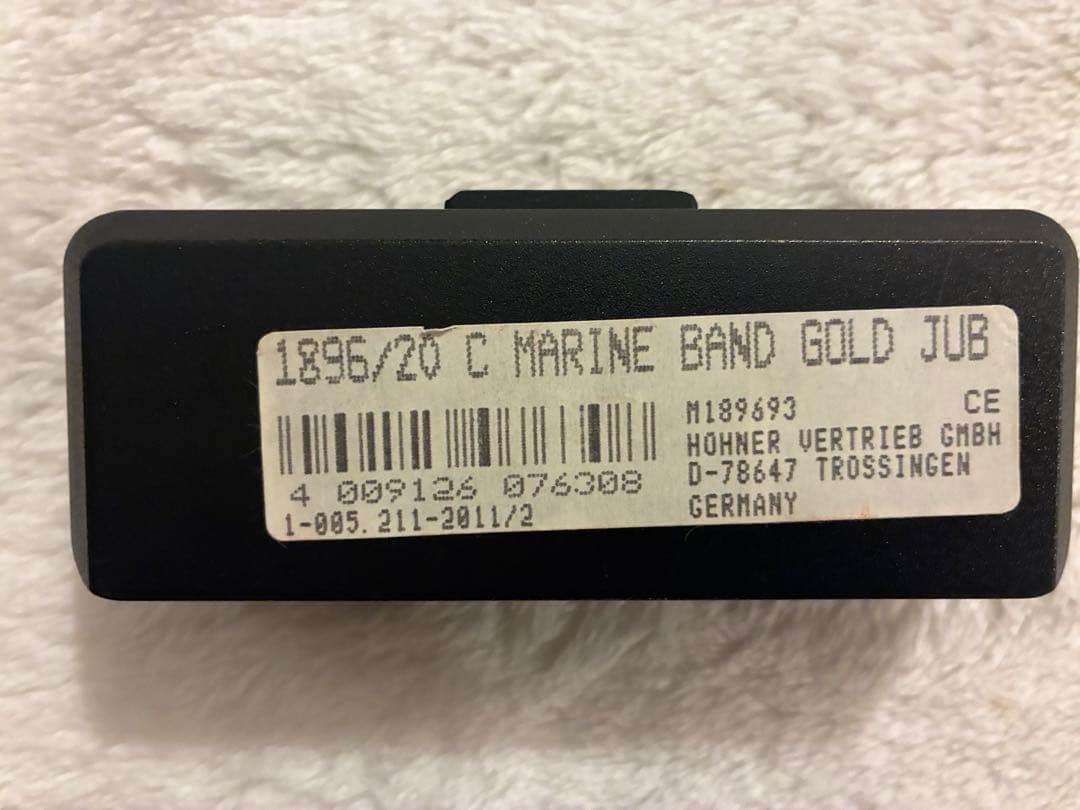 1896/20 C MARINE BAND GOLD JUB
M189693 CE
HOHNER VERTRIEB GMBH
D-78647 TROSSINGEN
GERMANY
4 009126 076308
1-005.211-2011/2